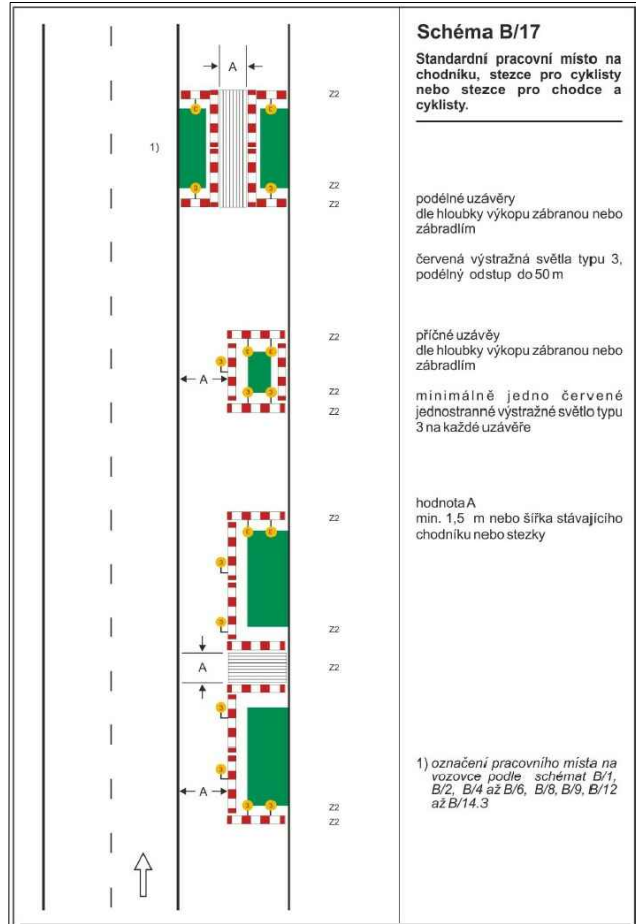 Schéma B/17
Standardní pracovní místo na
chodníku, stezce pro cyklisty
nebo stezce pro chodce a
cyklisty.
podélné uzávěry
dle hloubky výkopu zábranou nebo
zábradlím
červená výstražná světla typu 3,
podélný odstup do 50 m
příčné uzávěy
dle hloubky výkopu zábranou nebo
zábradlím
minimálně jedno červené
jednostranné výstražné světlo typu
3 na každé uzávěře
hodnota A
min. 1,5 m nebo šířka stávajícího
chodníku nebo stezky
1) označení pracovního místa na
vozovce podle schémat B/1,
B/2, B/4 až B/6, B/8, B/9, B/12
až B/14.3
A
Z2
1)
Z2
Z2
Z2
A
Z2
Z2
Z2
Z2
A
Z2
A
Z2
Z2